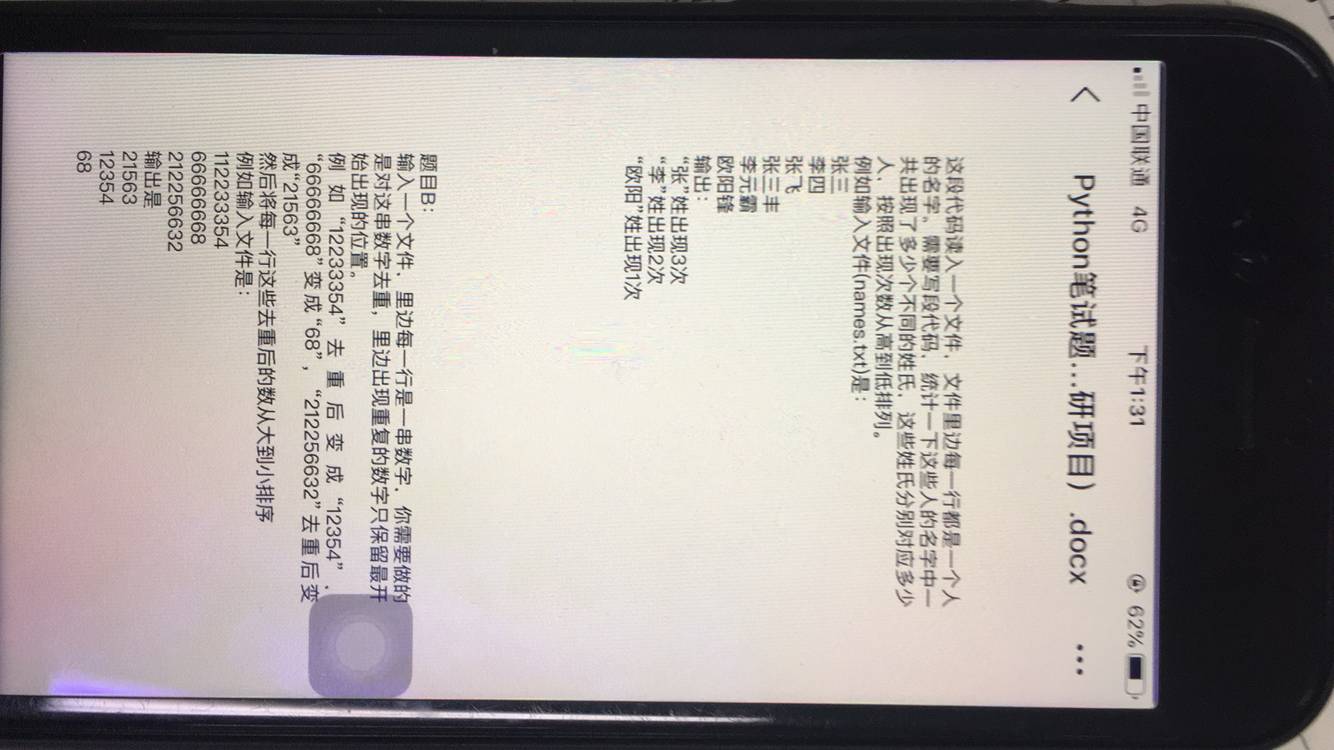 中国联通 4G 下午1:31 62%
Python笔试题...研项目）.docx
这段代码读入一个文件，文件里边每一行都是一个人
的名字。需要写段代码，统计一下这些人的名字中一
共出现了多少个不同的姓氏，这些姓氏分别对应多少
人，按照出现次数从高到低排列。
例如输入文件(names.txt)是：
张三
李四
张飞
张三丰
李元霸
欧阳锋
输出：
“张”姓出现3次
“李”姓出现2次
“欧阳”姓出现1次
题目B：
输入一个文件，里边每一行是一串数字，你需要做的
是对这串数字去重，里边出现重复的数字只保留最开
始出现的位置。
例如“12233354”去重后变成“12354”，
“66666668”变成“68”，“212256632”去重后变
成“21563”
然后将每一行这些去重后的数从大到小排序
例如输入文件是：
112233354
66666668
212256632
输出是
21563
12354
68